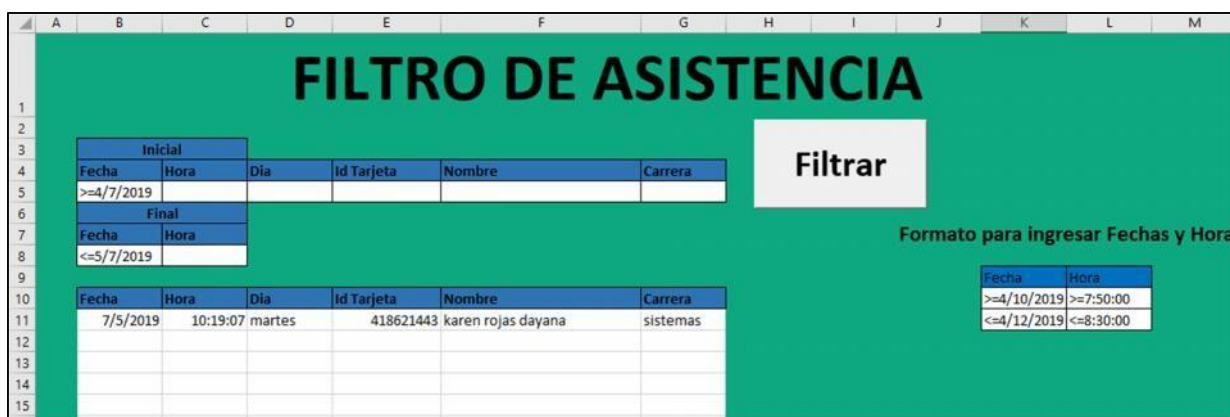 A B C D E F G H I J K L M
1 FILTRO DE ASISTENCIA
2
3 Inicial
Filtrar
4 Fecha Hora Dia Id Tarjeta Nombre Carrera
5 >=4/7/2019
6 Final
7 Fecha Hora
Formato para ingresar Fechas y Hora
8 <=5/7/2019
9 Fecha Hora
10 Fecha Hora Dia Id Tarjeta Nombre Carrera >=4/10/2019 >=7:50:00
11 7/5/2019 10:19:07 martes 418621443 karen rojas dayana sistemas <=4/12/2019 <=8:30:00
12
13
14
15